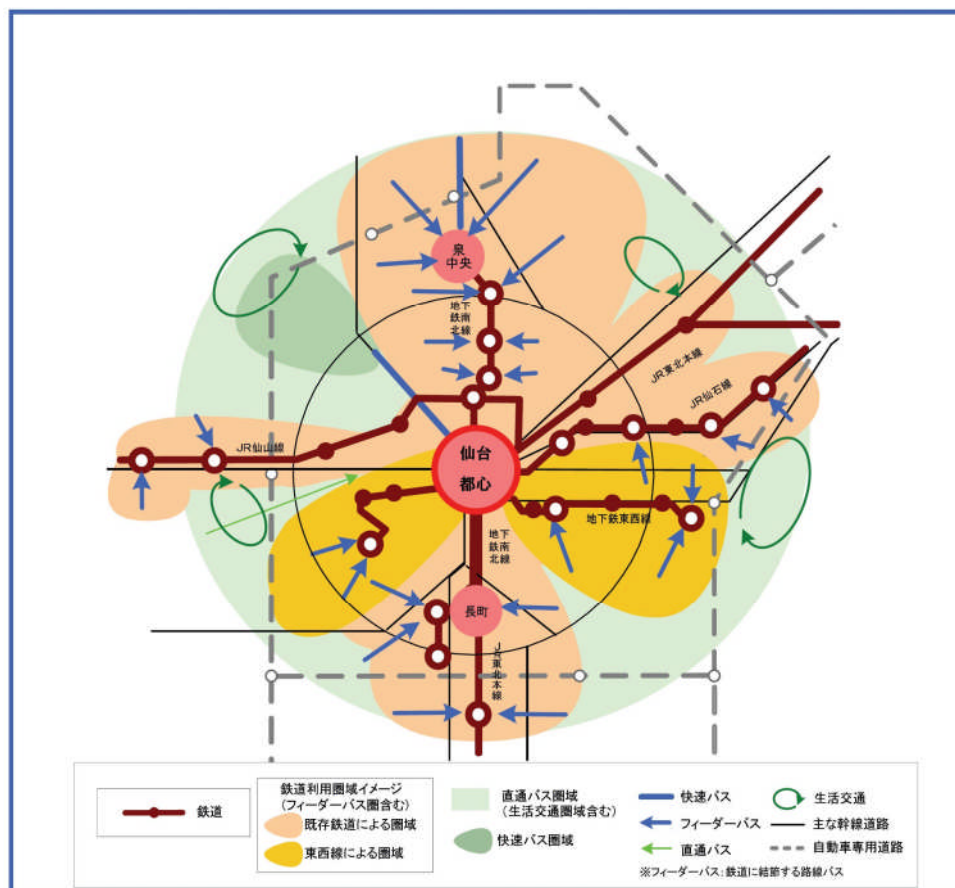 泉
中央
地下
鉄南
北線
JR東北本線
JR仙石線
JR仙山線
仙台
都心
地下鉄東西線
地下
鉄南
北線
長町
JR東北本線
鉄道
鉄道利用圏域イメージ
(フィーダーバス圏含む)
既存鉄道による圏域
東西線による圏域
直通バス圏域
(生活交通圏域含む)
快速バス圏域
快速バス
フィーダーバス
直通バス
生活交通
主な幹線道路
自動車専用道路
※フィーダーバス:鉄道に結節する路線バス